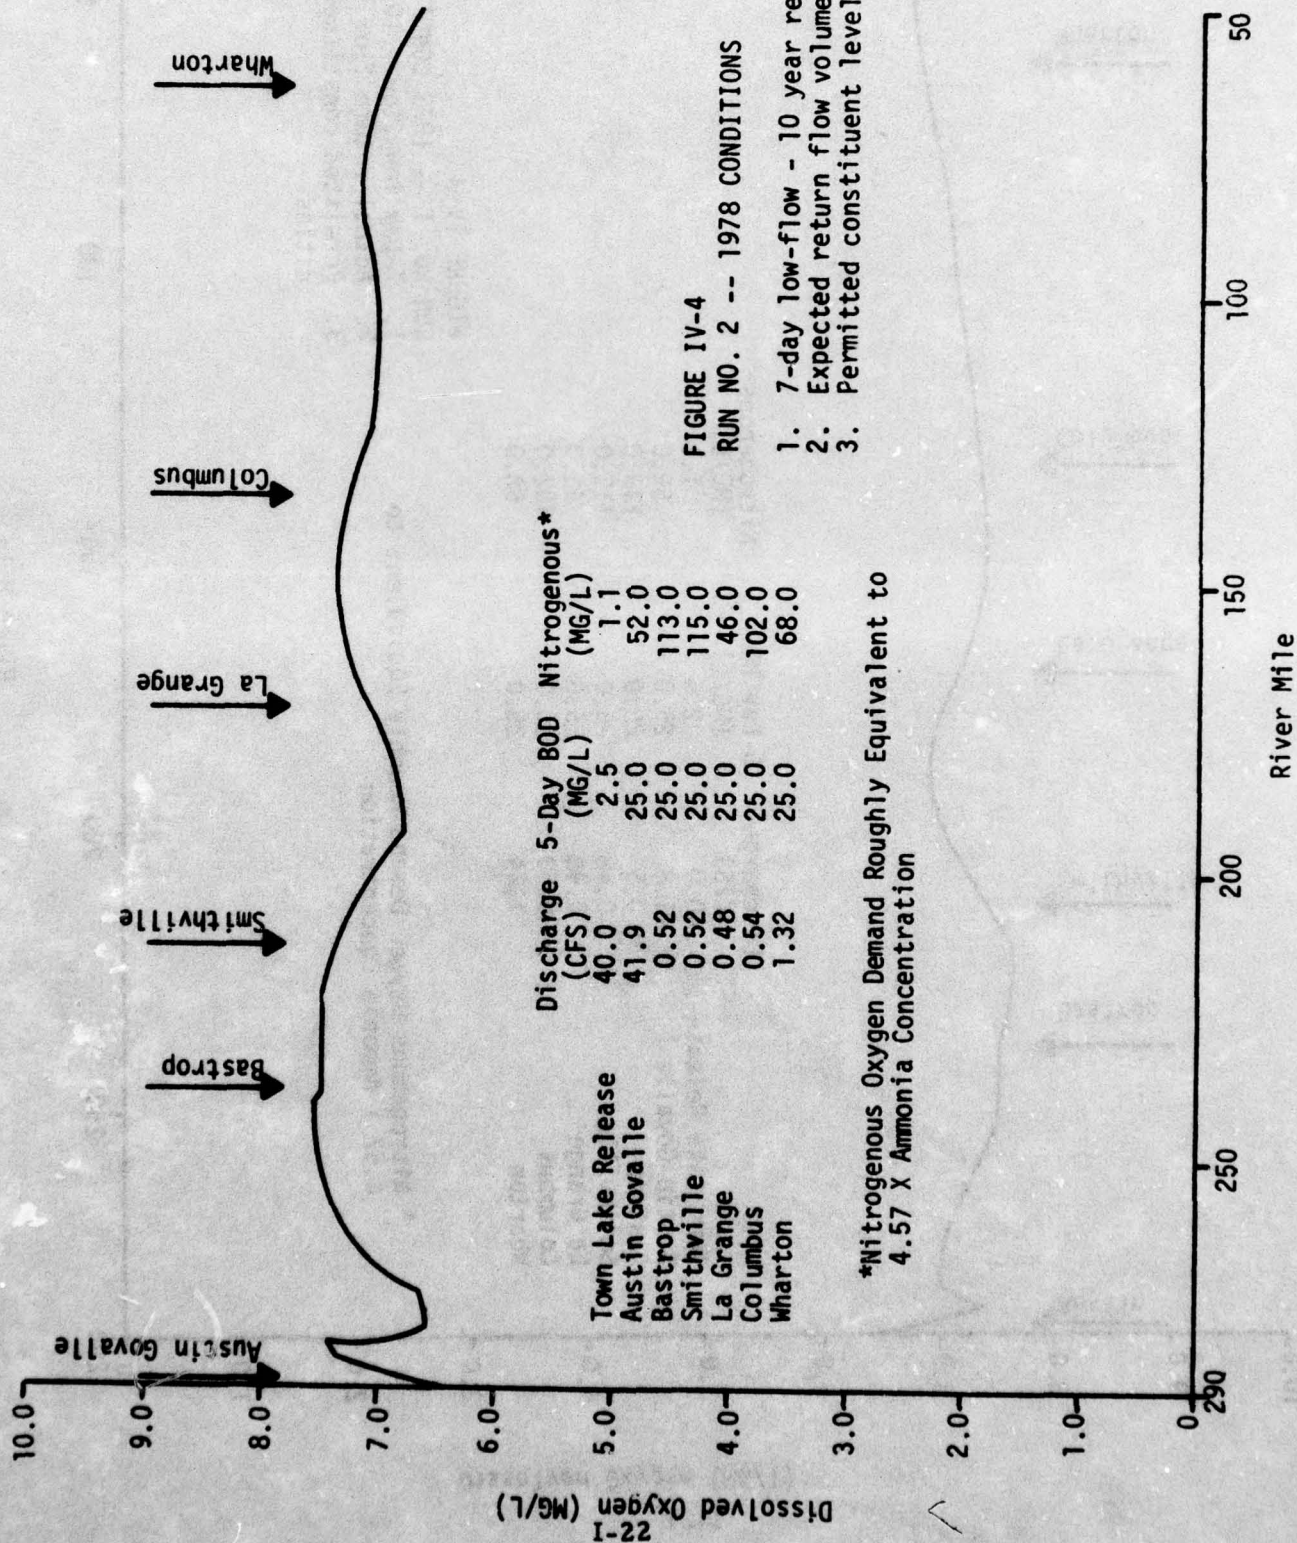 10.0
9.0
8.0
7.0
6.0
5.0
4.0
3.0
2.0
1.0
0
Dissolved Oxygen (MG/L)
I-22
Austin Govalle
Bastrop
Smithville
La Grange
Columbus
Wharton
Discharge 5-Day BOD Nitrogenous*
(CFS) (MG/L) (MG/L)
Town Lake Release 40.0 2.5 1.1
Austin Govalle 41.9 25.0 52.0
Bastrop 0.52 25.0 113.0
Smithville 0.52 25.0 115.0
La Grange 0.48 25.0 46.0
Columbus 0.54 25.0 102.0
Wharton 1.32 25.0 68.0
*Nitrogenous Oxygen Demand Roughly Equivalent to
4.57 X Ammonia Concentration
FIGURE IV-4
RUN NO. 2 -- 1978 CONDITIONS
1. 7-day low-flow - 10 year re
2. Expected return flow volume
3. Permitted constituent level
290
250
200
150
100
50
River Mile